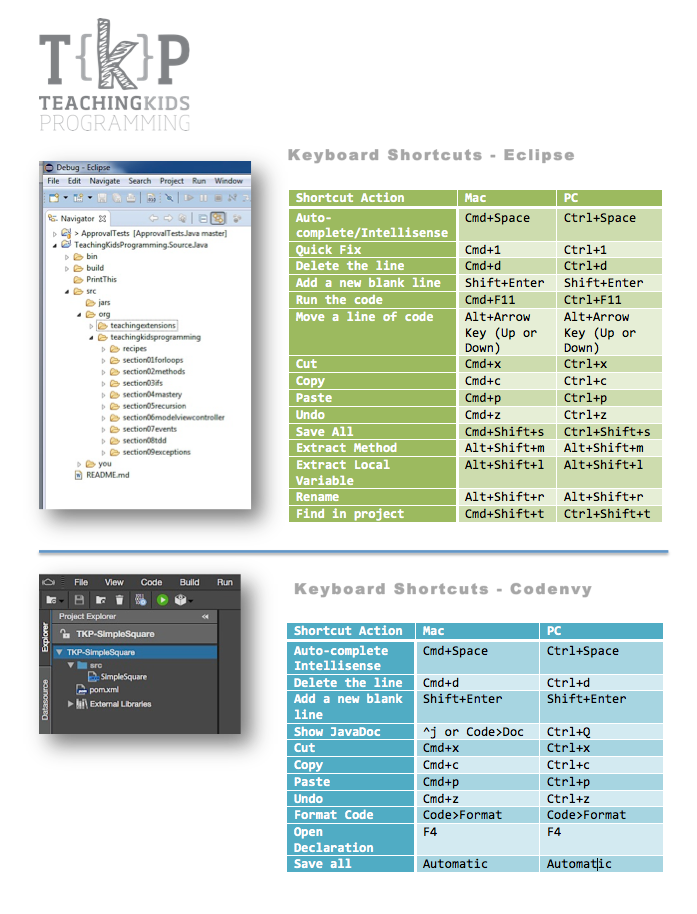 T{k}P
TEACHINGKIDS
PROGRAMMING
Keyboard Shortcuts - Eclipse
Debug - Eclipse
File Edit Navigate Search Project Run Window
Navigator
> ApprovalTests [ApprovalTests.Java master]
TeachingKidsProgramming.Source.Java
bin
build
PrintThis
src
jars
org
teachingextensions
teachingkidsprogramming
recipes
section01forloops
section02methods
section03ifs
section04mastery
section05recursion
section06modelviewcontroller
section07events
section08tdd
section09exceptions
you
README.md
Shortcut Action Mac PC
Auto- Cmd+Space Ctrl+Space
complete/Intellisense
Quick Fix Cmd+1 Ctrl+1
Delete the line Cmd+d Ctrl+d
Add a new blank line Shift+Enter Shift+Enter
Run the code Cmd+F11 Ctrl+F11
Move a line of code Alt+Arrow Alt+Arrow
Key (Up or Key (Up or
Down) Down)
Cut Cmd+x Ctrl+x
Copy Cmd+c Ctrl+c
Paste Cmd+p Ctrl+p
Undo Cmd+z Ctrl+z
Save All Cmd+Shift+s Ctrl+Shift+s
Extract Method Alt+Shift+m Alt+Shift+m
Extract Local Alt+Shift+l Alt+Shift+l
Variable
Rename Alt+Shift+r Alt+Shift+r
Find in project Cmd+Shift+t Ctrl+Shift+t
File View Code Build Run
Project Explorer
TKP-SimpleSquare
TKP-SimpleSquare
src
SimpleSquare
pom.xml
External Libraries
Explorer
Datasource
Keyboard Shortcuts - Codenvy
Shortcut Action Mac PC
Auto-complete Cmd+Space Ctrl+Space
Intellisense
Delete the line Cmd+d Ctrl+d
Add a new blank Shift+Enter Shift+Enter
line
Show JavaDoc ^j or Code>Doc Ctrl+Q
Cut Cmd+x Ctrl+x
Copy Cmd+c Ctrl+c
Paste Cmd+p Ctrl+p
Undo Cmd+z Ctrl+z
Format Code Code>Format Code>Format
Open F4 F4
Declaration
Save all Automatic Automatic